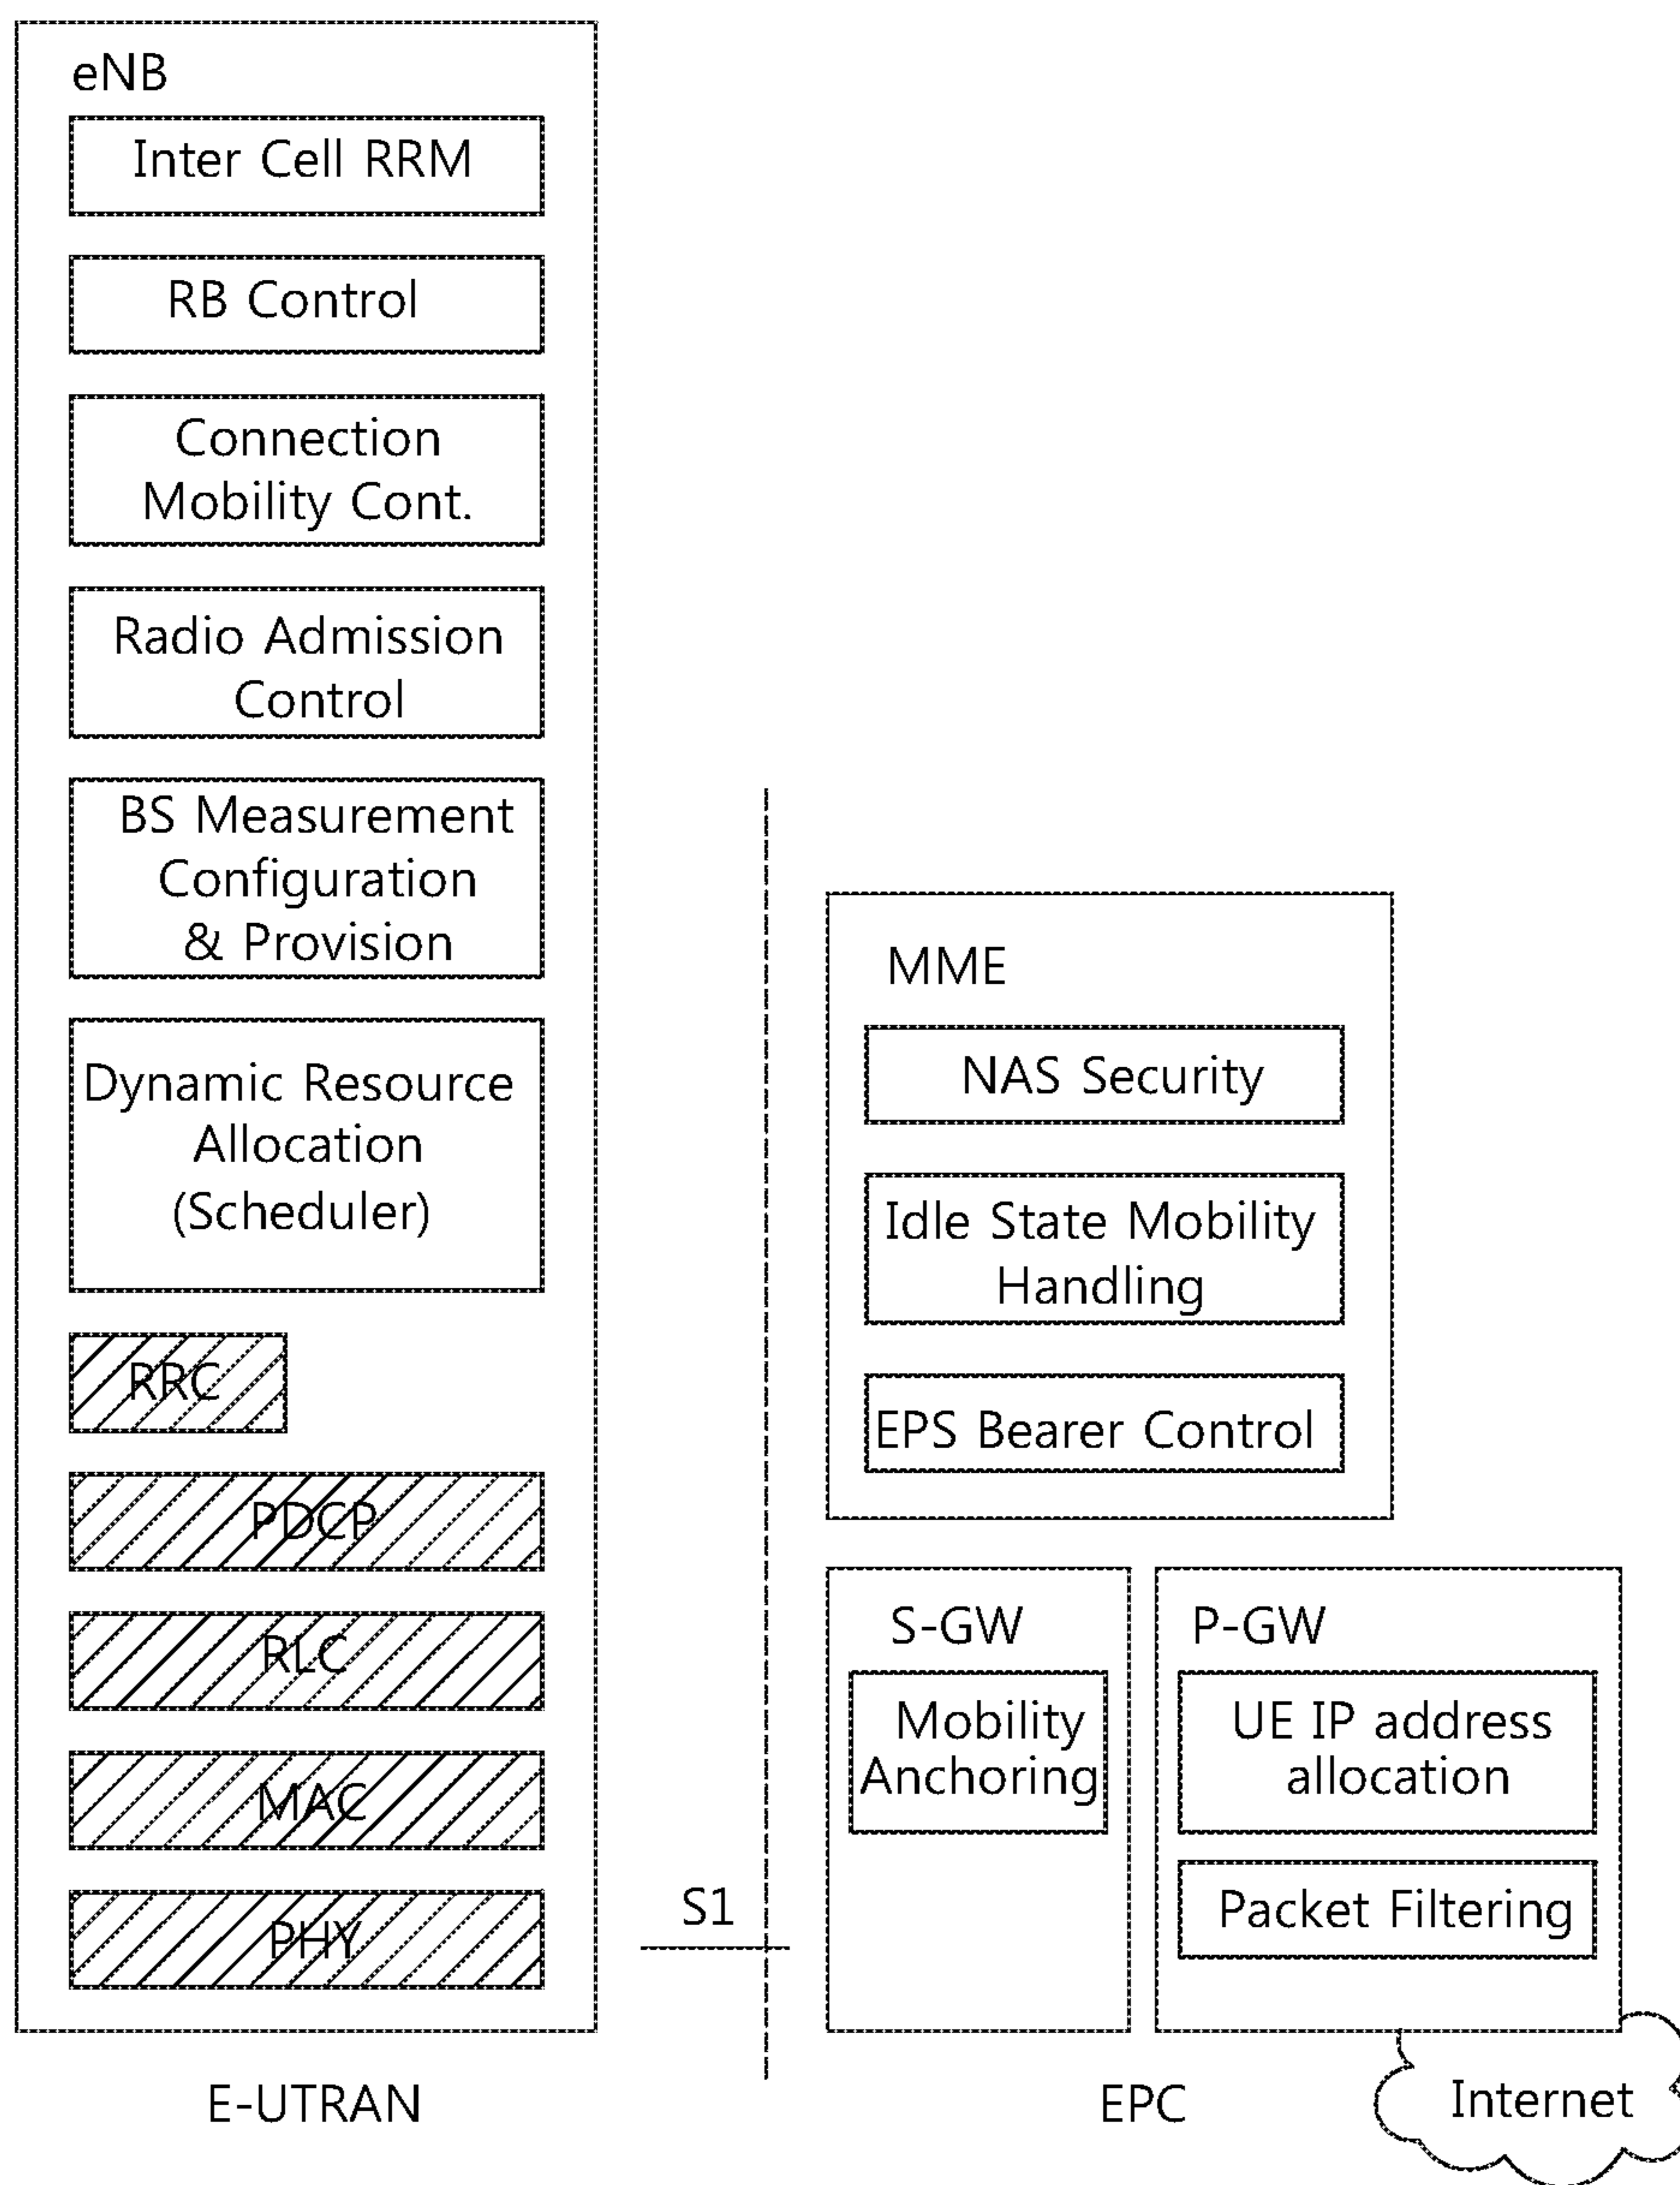 eNB
Inter Cell RRM
RB Control
Connection
Mobility Cont.
Radio Admission
Control
BS Measurement
Configuration
& Provision
Dynamic Resource
Allocation
(Scheduler)
RRC
PDCP
RLC
MAC
PHY
E-UTRAN
S1
MME
NAS Security
Idle State Mobility
Handling
EPS Bearer Control
S-GW
Mobility
Anchoring
P-GW
UE IP address
allocation
Packet Filtering
EPC
Internet